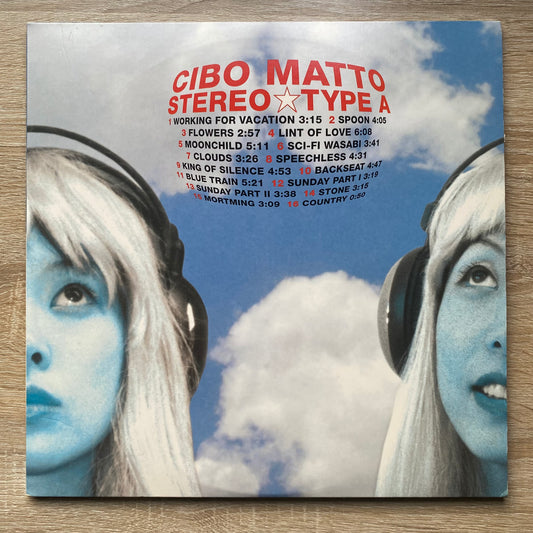 CIBO MATTO
STEREO☆TYPE A
1 WORKING FOR VACATION 3:15 2 SPOON 4:05
3 FLOWERS 2:57 4 LINT OF LOVE 6:08
5 MOONCHILD 5:11 6 SCI-FI WASABI 3:41
7 CLOUDS 3:26 8 SPEECHLESS 4:31
9 KING OF SILENCE 4:53 10 BACKSEAT 4:47
11 BLUE TRAIN 5:21 12 SUNDAY PART I 3:19
13 SUNDAY PART II 3:38 14 STONE 3:15
15 MORTMING 3:09 16 COUNTRY 0:50